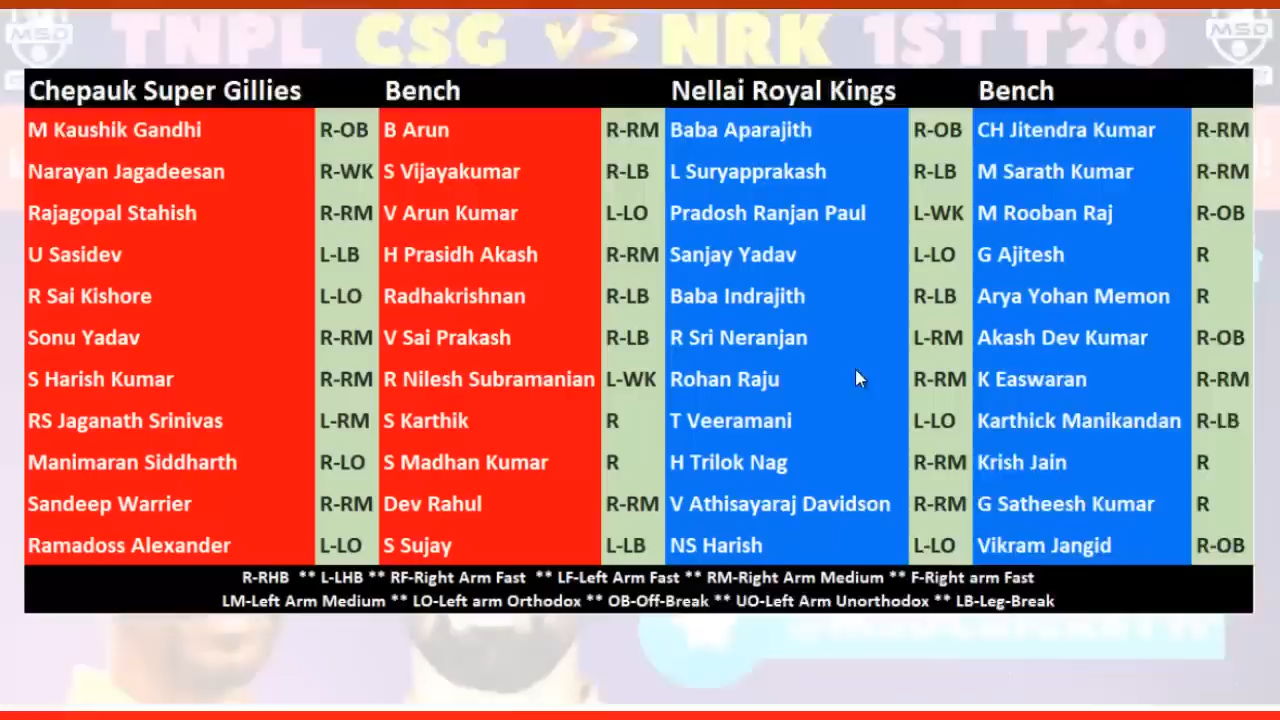 MSD TNPL CSG vs NRK 1ST T20 MSD
Chepauk Super Gillies Bench Nellai Royal Kings Bench
M Kaushik Gandhi R-OB B Arun R-RM Baba Aparajith R-OB CH Jitendra Kumar R-RM
Narayan Jagadeesan R-WK S Vijayakumar R-LB L Suryapprakash R-LB M Sarath Kumar R-RM
Rajagopal Stahish R-RM V Arun Kumar L-LO Pradosh Ranjan Paul L-WK M Rooban Raj R-OB
U Sasidev L-LB H Prasidh Akash R-RM Sanjay Yadav L-LO G Ajitesh R
R Sai Kishore L-LO Radhakrishnan R-LB Baba Indrajith R-LB Arya Yohan Memon R
Sonu Yadav R-RM V Sai Prakash R-LB R Sri Neranjan L-RM Akash Dev Kumar R-OB
S Harish Kumar R-RM R Nilesh Subramanian L-WK Rohan Raju R-RM K Easwaran R-RM
RS Jaganath Srinivas L-RM S Karthik R T Veeramani L-LO Karthick Manikandan R-LB
Manimaran Siddharth R-LO S Madhan Kumar R H Trilok Nag R-RM Krish Jain R
Sandeep Warrier R-RM Dev Rahul R-RM V Athisayaraj Davidson R-RM G Satheesh Kumar R
Ramadoss Alexander L-LO S Sujay L-LB NS Harish L-LO Vikram Jangid R-OB
R-RHB ** L-LHB ** RF-Right Arm Fast ** LF-Left Arm Fast ** RM-Right Arm Medium ** F-Right arm Fast
LM-Left Arm Medium ** LO-Left arm Orthodox ** OB-Off-Break ** UO-Left Arm Unorthodox ** LB-Leg-Break